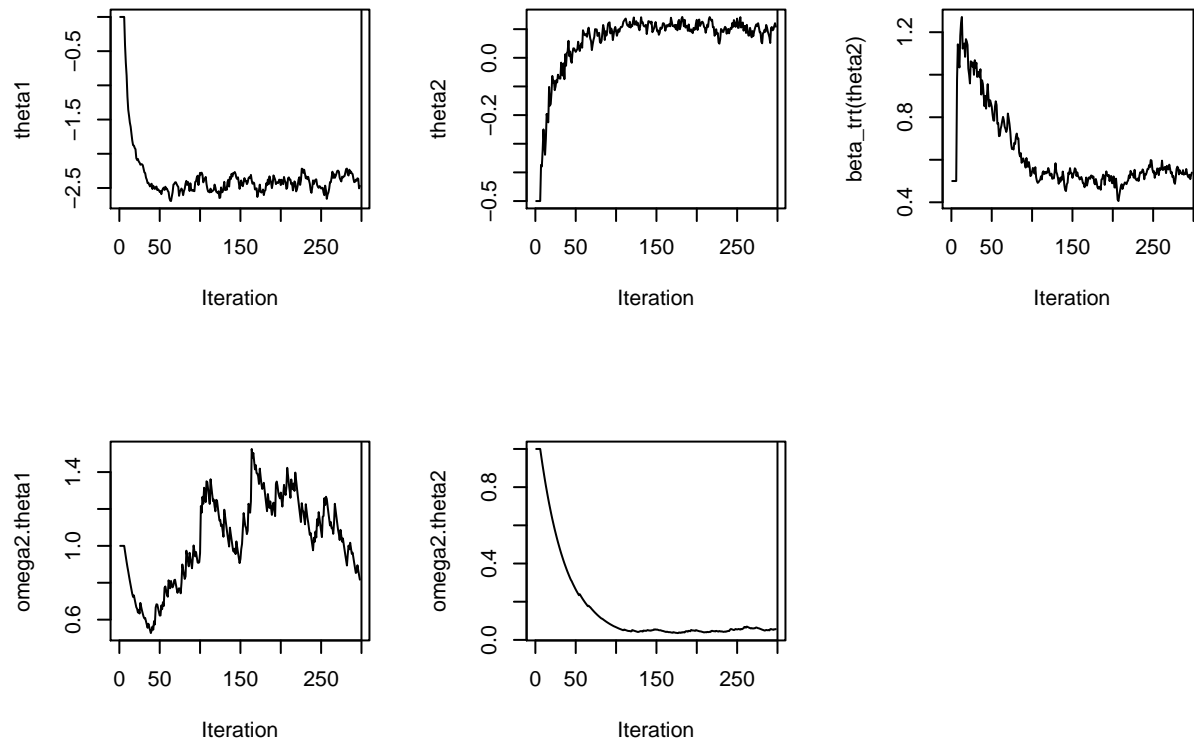 theta1
−0.5
−1.5
−2.5
0 50 150 250
Iteration
theta2
0.0
−0.2
−0.5
0 50 150 250
Iteration
beta_trt(theta2)
1.2
0.8
0.4
0 50 150 250
Iteration
omega2.theta1
1.4
1.0
0.6
0 50 150 250
Iteration
omega2.theta2
0.8
0.4
0.0
0 50 150 250
Iteration